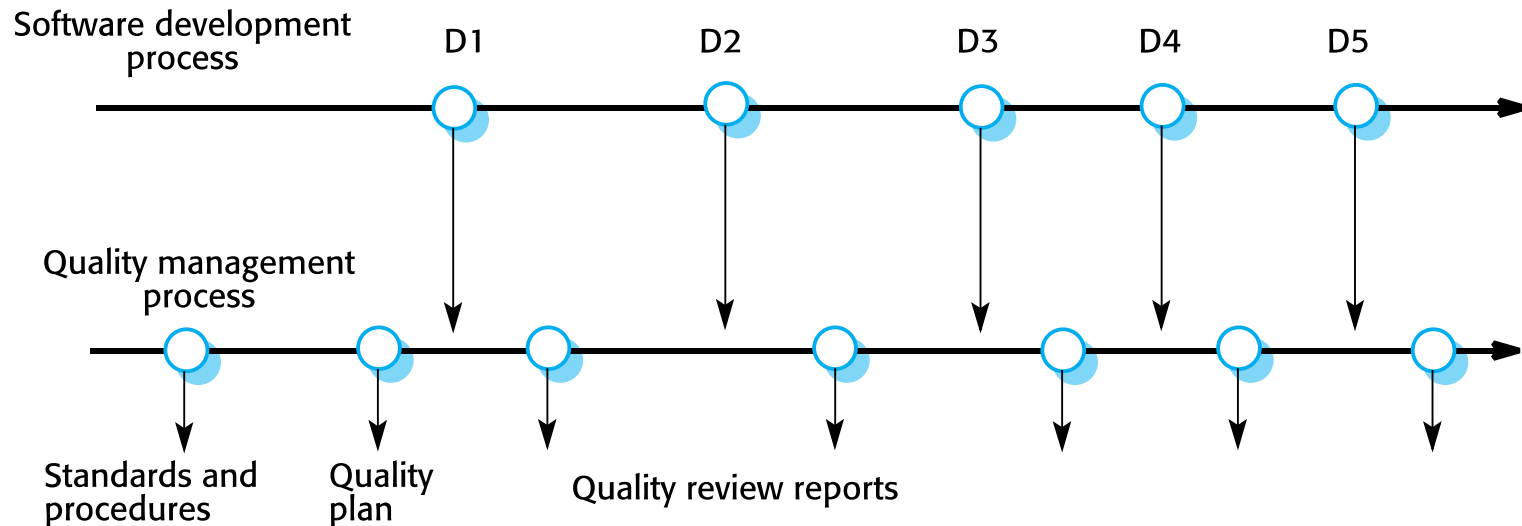 Software development
process
D1
D2
D3
D4
D5
Quality management
process
Standards and
procedures
Quality
plan
Quality review reports